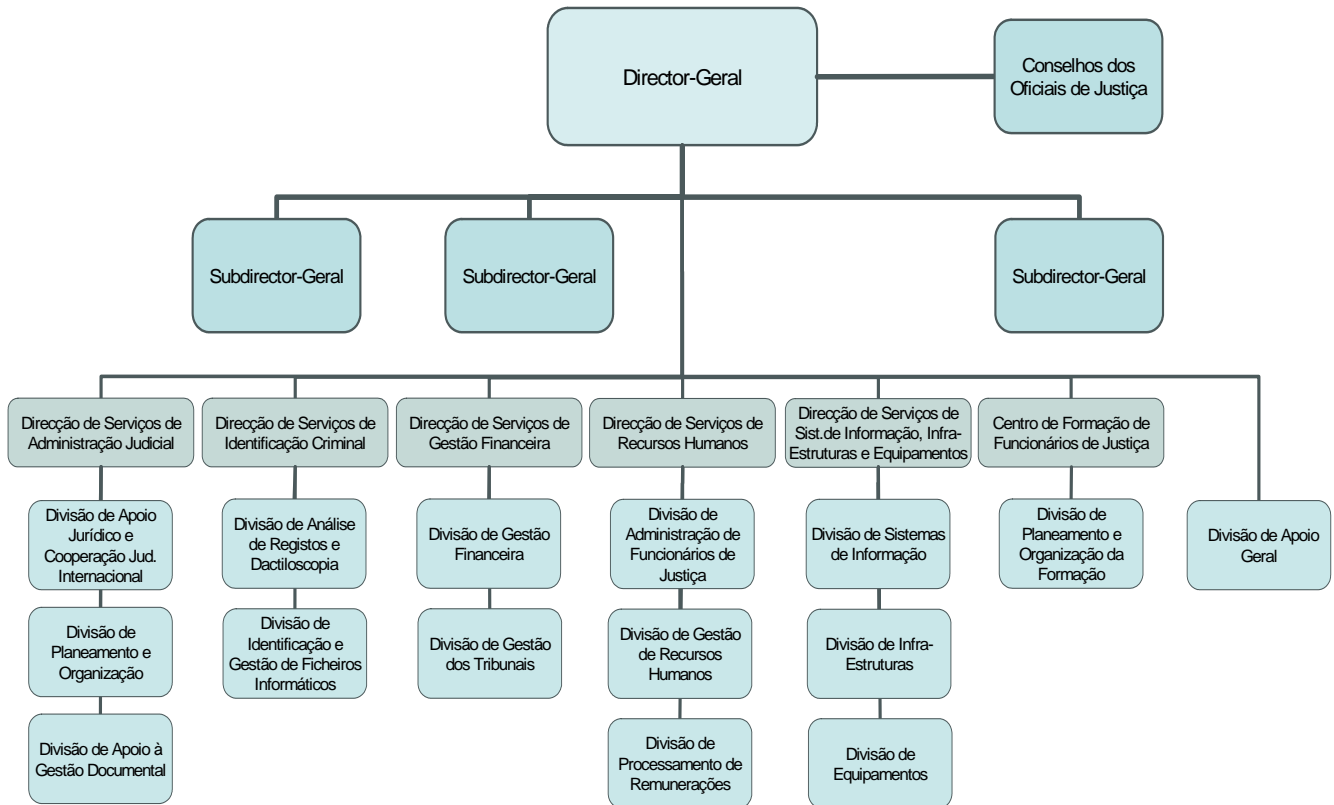 Director-Geral
Conselhos dos
Oficiais de Justiça
Subdirector-Geral
Subdirector-Geral
Subdirector-Geral
Direcção de Serviços de
Administração Judicial
Direcção de Serviços de
Identificação Criminal
Direcção de Serviços de
Gestão Financeira
Direcção de Serviços de
Recursos Humanos
Direcção de Serviços de
Sist.de Informação, Infra-
Estruturas e Equipamentos
Centro de Formação de
Funcionários de Justiça
Divisão de Apoio
Jurídico e
Cooperação Jud.
Internacional
Divisão de Análise
de Registos e
Dactiloscopia
Divisão de Gestão
Financeira
Divisão de
Administração de
Funcionários de
Justiça
Divisão de Sistemas
de Informação
Divisão de
Planeamento e
Organização da
Formação
Divisão de Apoio
Geral
Divisão de
Planeamento e
Organização
Divisão de
Identificação e
Gestão de Ficheiros
Informáticos
Divisão de Gestão
dos Tribunais
Divisão de Gestão
de Recursos
Humanos
Divisão de Infra-
Estruturas
Divisão de Apoio à
Gestão Documental
Divisão de
Processamento de
Remunerações
Divisão de
Equipamentos